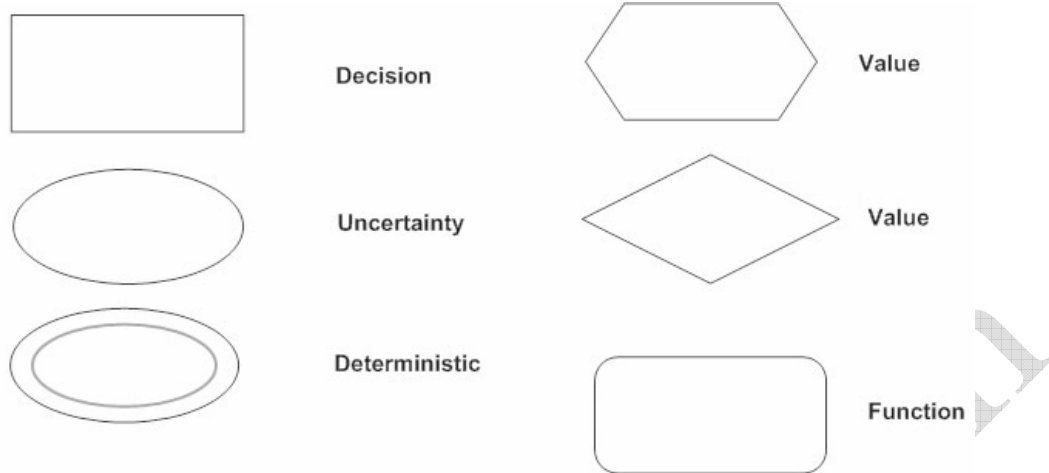 Decision
Value
Uncertainty
Value
Deterministic
Function